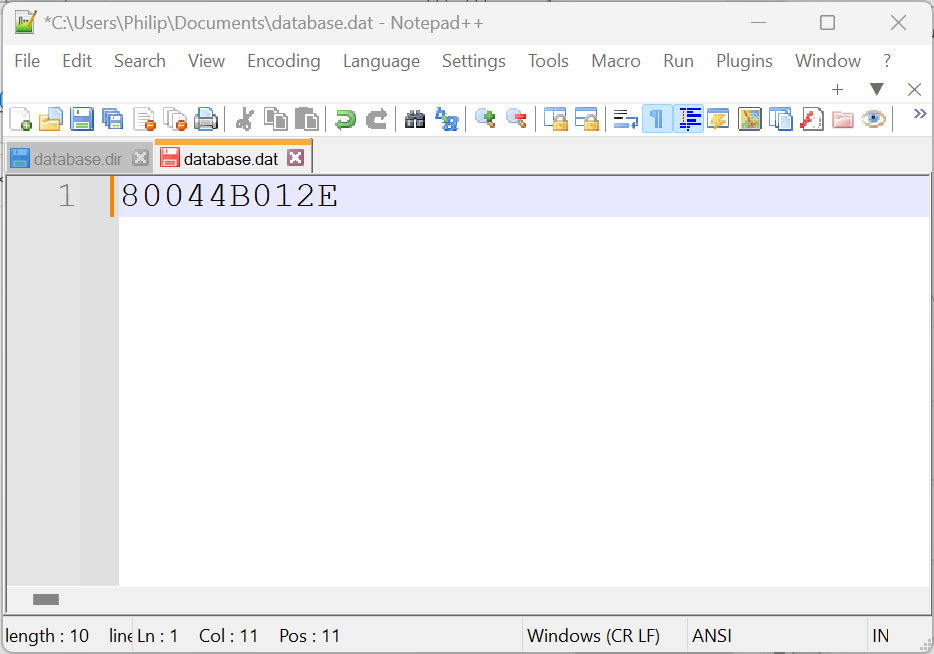 *C:\Users\Philip\Documents\database.dat - Notepad++
File Edit Search View Encoding Language Settings Tools Macro Run Plugins Window ?
database.dir database.dat
1 80044B012E
length : 10 line Ln : 1 Col : 11 Pos : 11 Windows (CR LF) ANSI IN